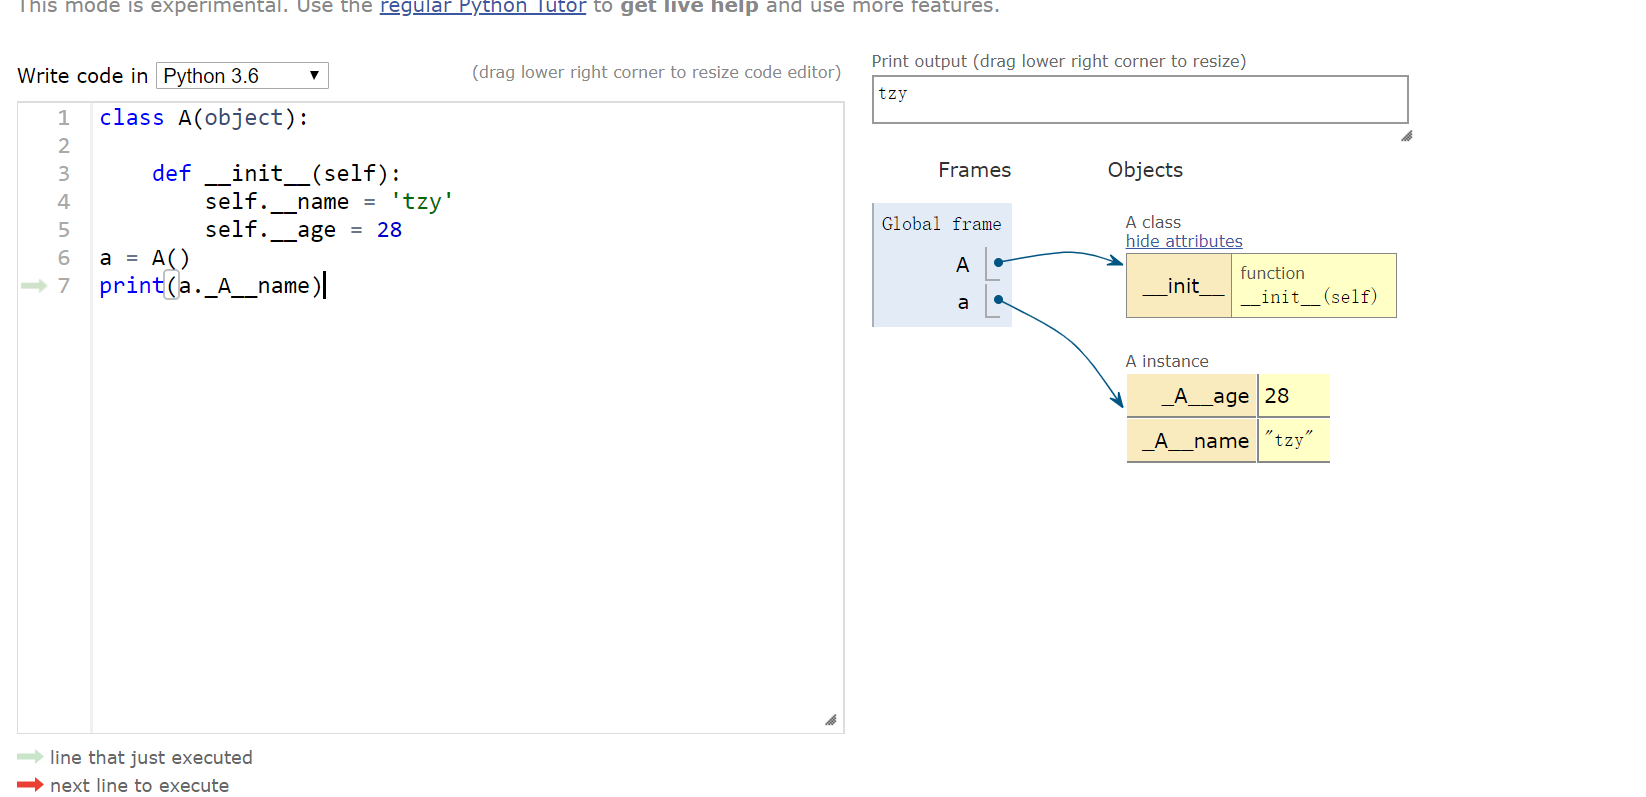 This mode is experimental. Use the regular Python Tutor to get live help and use more features.
Write code in Python 3.6
(drag lower right corner to resize code editor)
1 class A(object):
2
3 def __init__(self):
4 self.__name = 'tzy'
5 self.__age = 28
6 a = A()
7 print(a._A__name)
line that just executed
next line to execute
Print output (drag lower right corner to resize)
tzy
Frames Objects
Global frame
A
a
A class
hide attributes
__init__ function
__init__(self)
A instance
_A__age 28
_A__name "tzy"